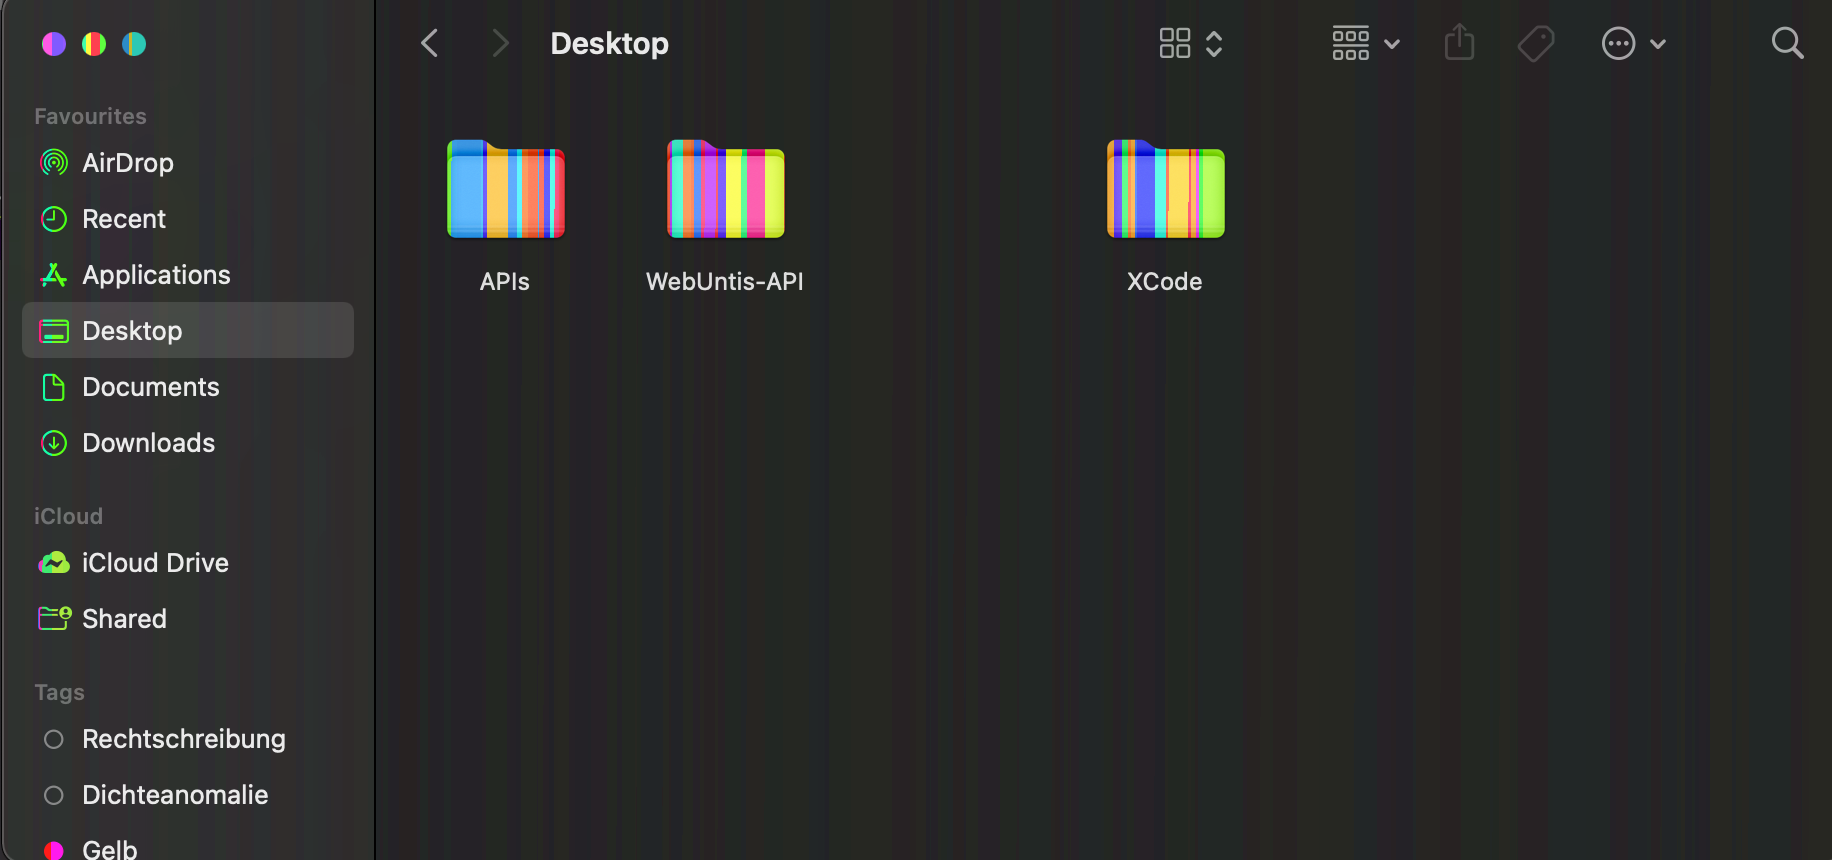 Desktop
Favourites
AirDrop
Recent
Applications
Desktop
Documents
Downloads
iCloud
iCloud Drive
Shared
Tags
Rechtschreibung
Dichteanomalie
Gelb
APIs
WebUntis-API
XCode